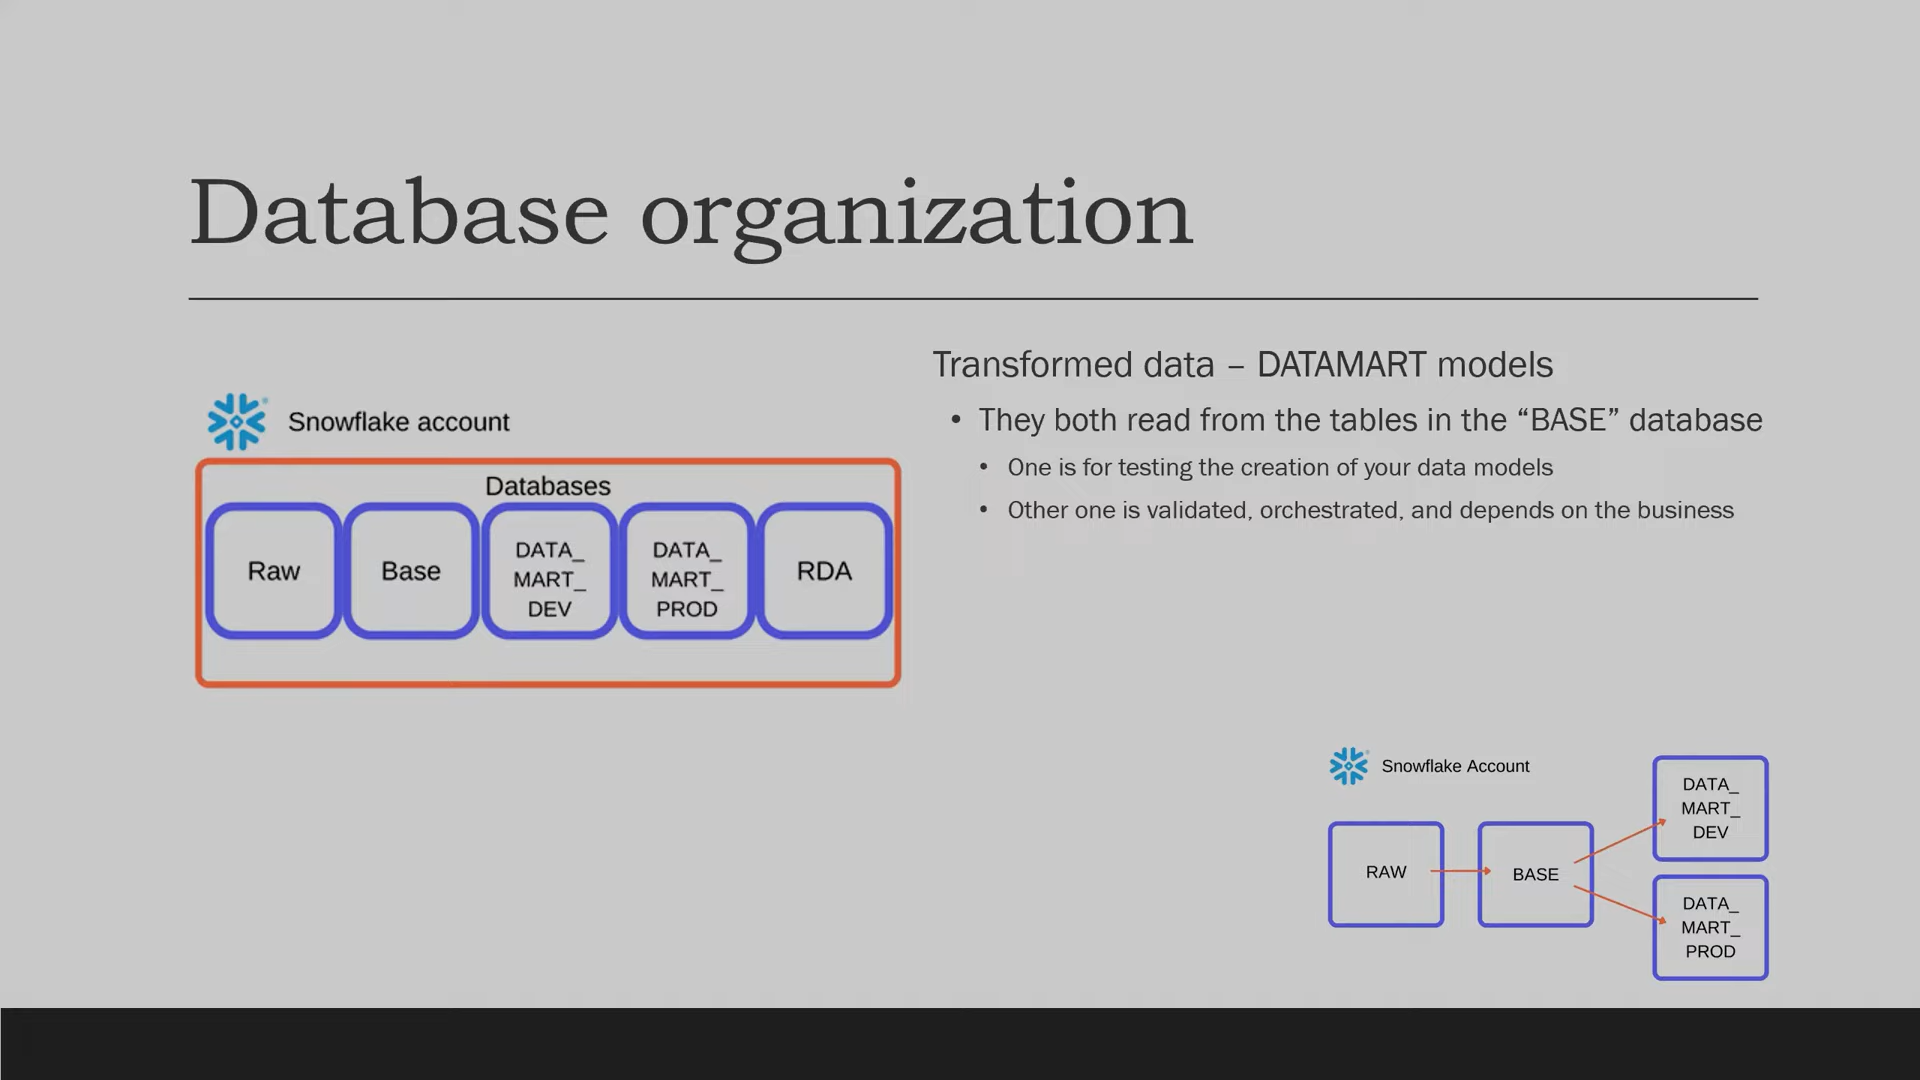 Database organization
Snowflake account
Databases
Raw
Base
DATA_
MART_
DEV
DATA_
MART_
PROD
RDA
Transformed data – DATAMART models
• They both read from the tables in the “BASE” database
• One is for testing the creation of your data models
• Other one is validated, orchestrated, and depends on the business
Snowflake Account
RAW
BASE
DATA_
MART_
DEV
DATA_
MART_
PROD